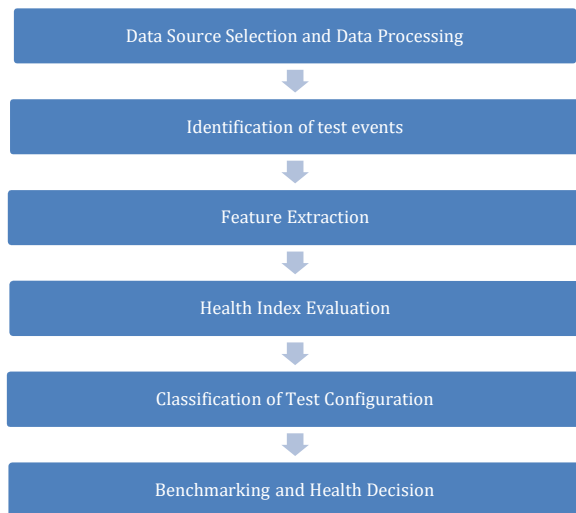 Data Source Selection and Data Processing
Identification of test events
Feature Extraction
Health Index Evaluation
Classification of Test Configuration
Benchmarking and Health Decision